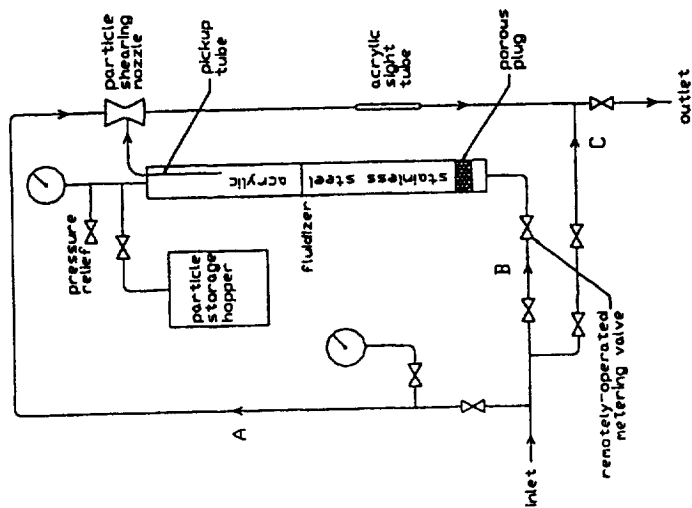 particle
shearing
nozzle
pickup
tube
acrylic
sight
tube
porous
plug
pressure
relief
particle
storage
hopper
fluidizer
acrylic
stainless steel
A
B
C
inlet
outlet
remotely-operated
metering valve